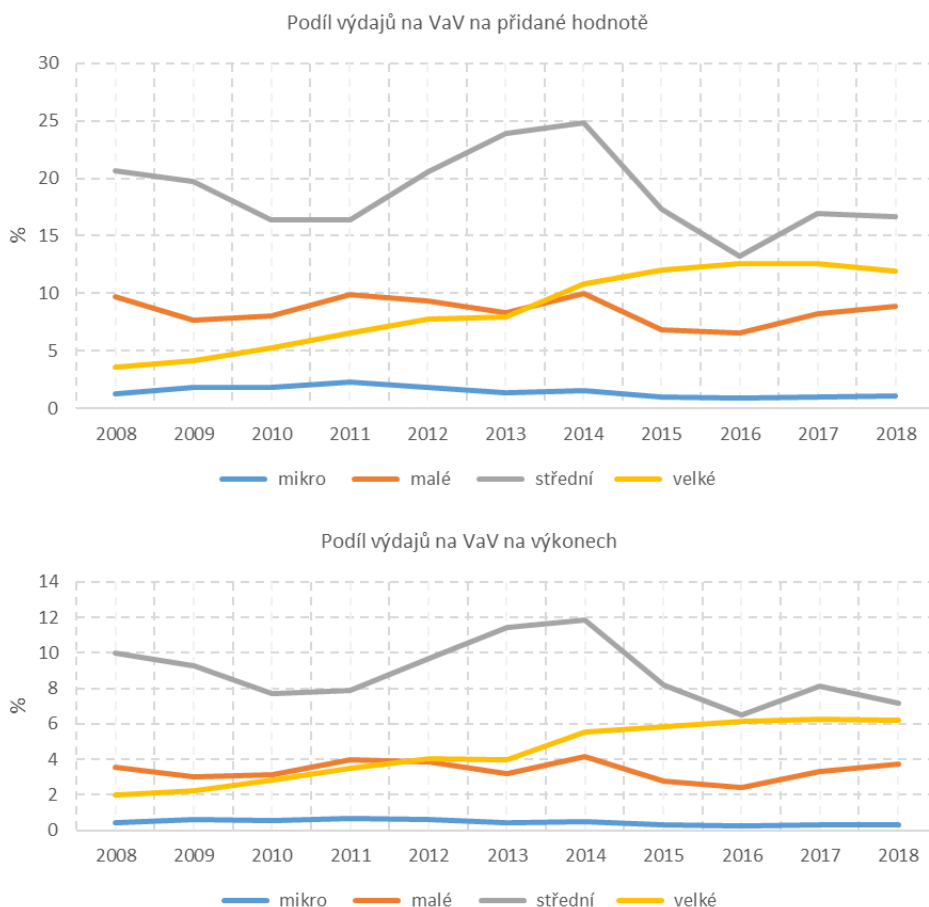 Podíl výdajů na VaV na přidané hodnotě
30
25
20
15
10
5
0
%
2008 2009 2010 2011 2012 2013 2014 2015 2016 2017 2018
mikro malé střední velké
Podíl výdajů na VaV na výkonech
14
12
10
8
6
4
2
0
%
2008 2009 2010 2011 2012 2013 2014 2015 2016 2017 2018
mikro malé střední velké